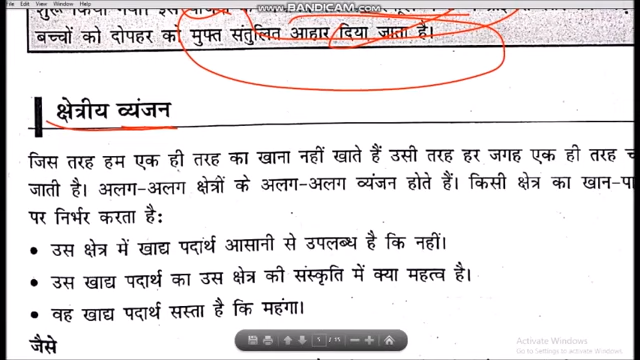 www.BANDICAM.com
बच्चों को दोपहर को मुफ्त संतुलित आहार दिया जाता है।
क्षेत्रीय व्यंजन
जिस तरह हम एक ही तरह का खाना नहीं खाते हैं उसी तरह हर जगह एक ही तरह
जाती है। अलग-अलग क्षेत्रों के अलग-अलग व्यंजन होते हैं। किसी क्षेत्र का
पर निर्भर करता है:
• उस क्षेत्र में खाद्य पदार्थ आसानी से उपलब्ध है कि नहीं।
• उस खाद्य पदार्थ का उस क्षेत्र की संस्कृति में क्या महत्व है।
• वह खाद्य पदार्थ सस्ता है कि महंगा।
जैसे
Activate Windows
Go to Settings to activate Windows.